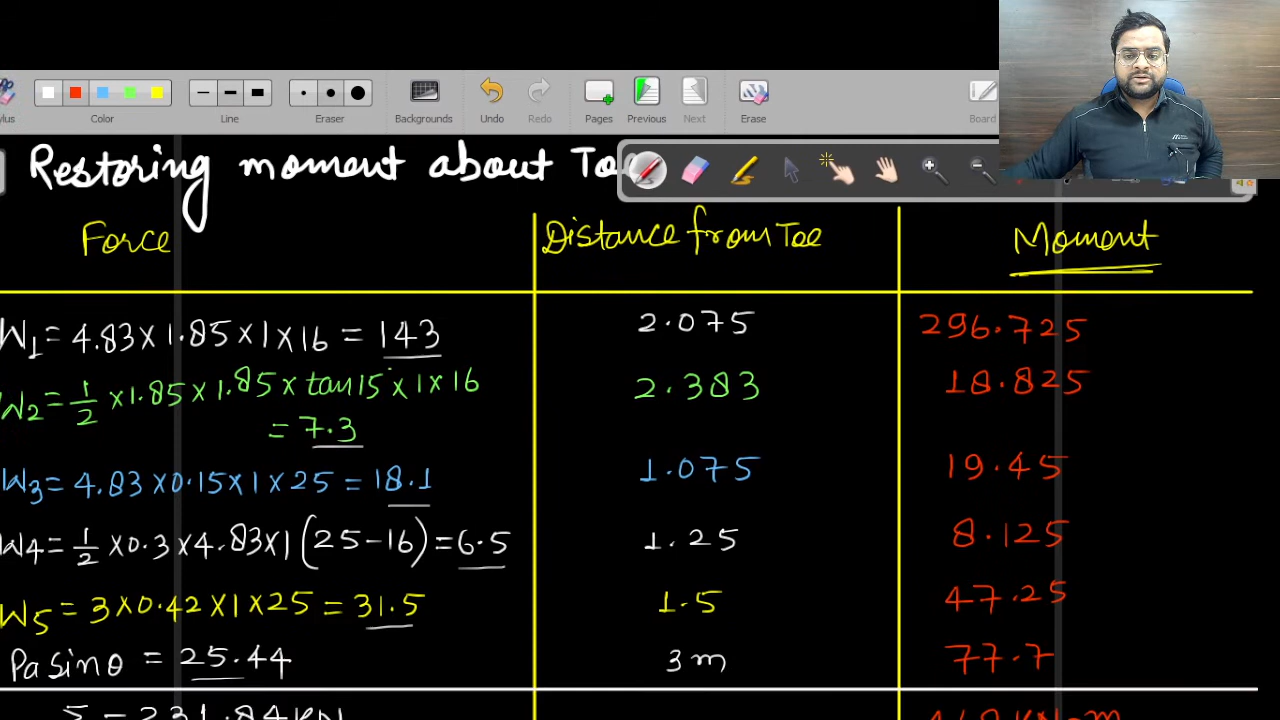 Color
Line
Eraser
Backgrounds
Undo
Redo
Pages
Previous
Next
Erase
Board
Restoring moment about Toe
Force
Distance from Toe
Moment
W1 = 4.83×1.85×1×16 = 143
2.075
296.725
W2 = 1/2 ×1.85×1.85×tan15°×1×16
= 7.3
2.383
18.825
W3 = 4.83×0.15×1×25 = 18.1
1.075
19.45
W4 = 1/2 ×0.3×4.83×1(25-16) = 6.5
1.25
8.125
W5 = 3×0.42×1×25 = 31.5
1.5
47.25
Pa Sinθ = 25.44
3m
77.7
= 231.84KN